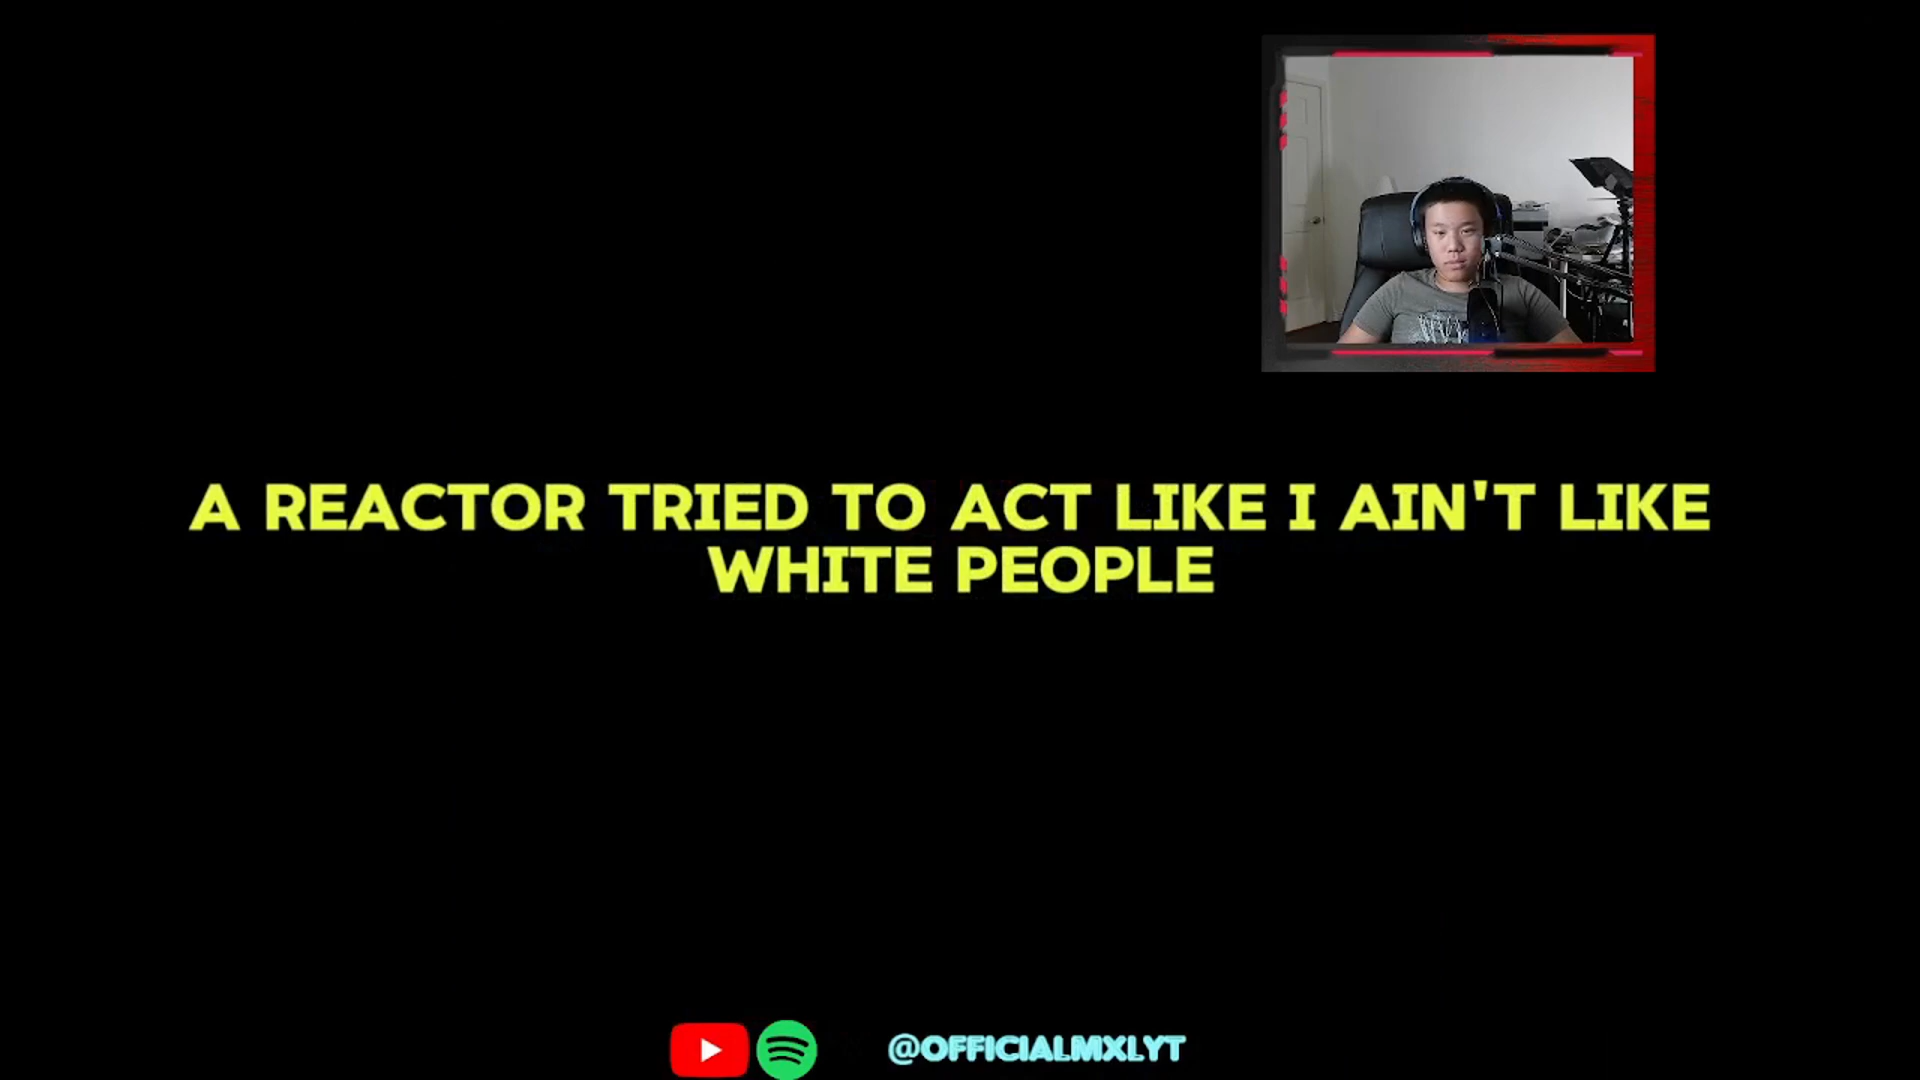 A REACTOR TRIED TO ACT LIKE I AIN'T LIKE
WHITE PEOPLE
@OFFICIALMXLYT